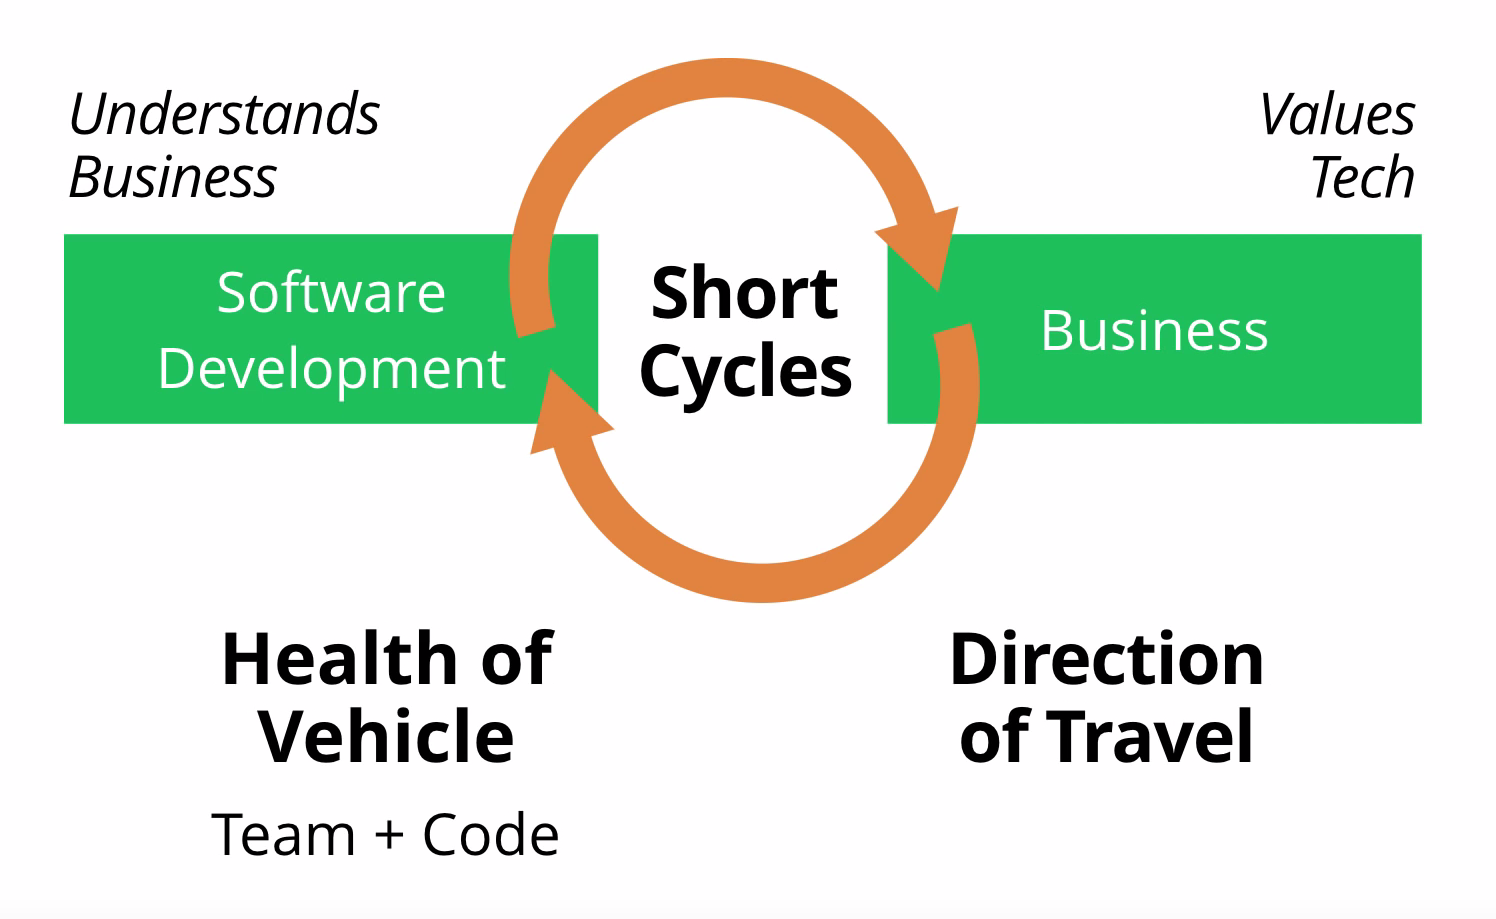 Understands
Business
Values
Tech
Software
Development
Short
Cycles
Business
Health of
Vehicle
Team + Code
Direction
of Travel